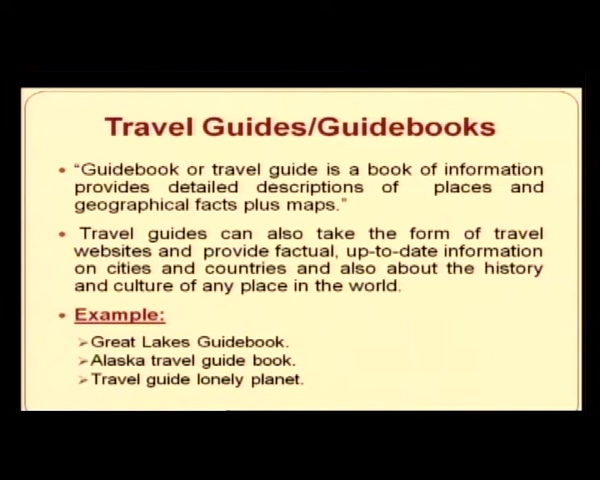 Travel Guides/Guidebooks
• “Guidebook or travel guide is a book of information
provides detailed descriptions of places and
geographical facts plus maps.”
• Travel guides can also take the form of travel
websites and provide factual, up-to-date information
on cities and countries and also about the history
and culture of any place in the world.
• Example:
➢Great Lakes Guidebook.
➢Alaska travel guide book.
➢Travel guide lonely planet.